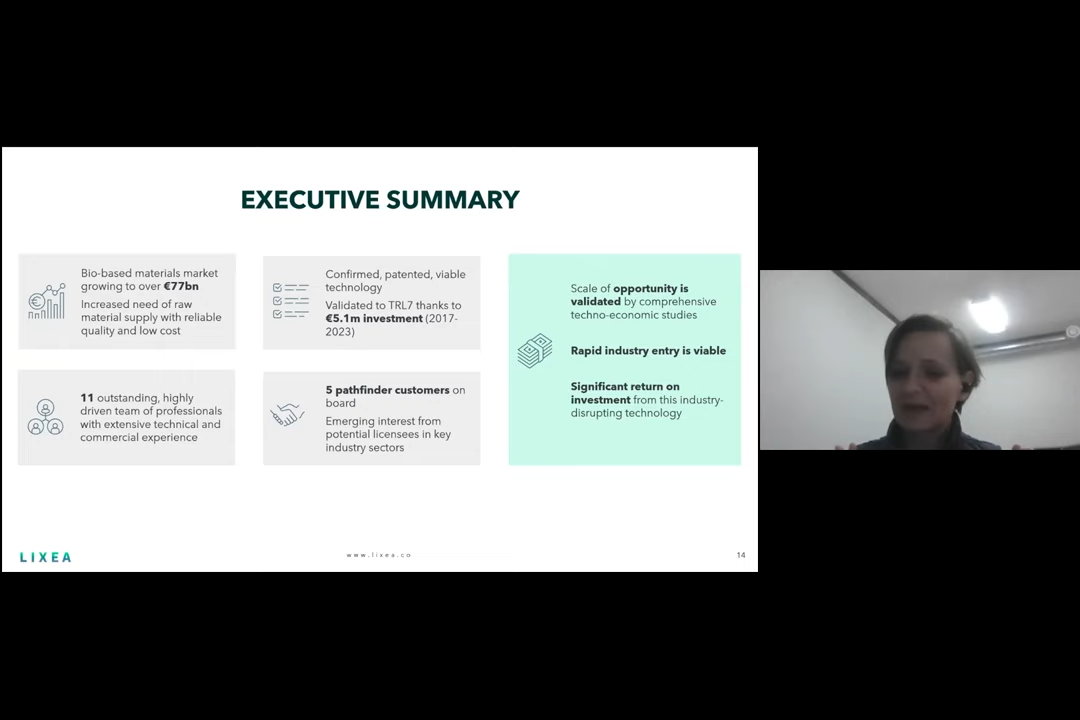 EXECUTIVE SUMMARY
Bio-based materials market
growing to over €77bn
Increased need of raw
material supply with reliable
quality and low cost
Confirmed, patented, viable
technology
Validated to TRL7 thanks to
€5.1m investment (2017-
2023)
Scale of opportunity is
validated by comprehensive
techno-economic studies
Rapid industry entry is viable
Significant return on
investment from this industry-
disrupting technology
11 outstanding, highly
driven team of professionals
with extensive technical and
commercial experience
5 pathfinder customers on
board
Emerging interest from
potential licensees in key
industry sectors
LIXEA
www.lixea.co
14